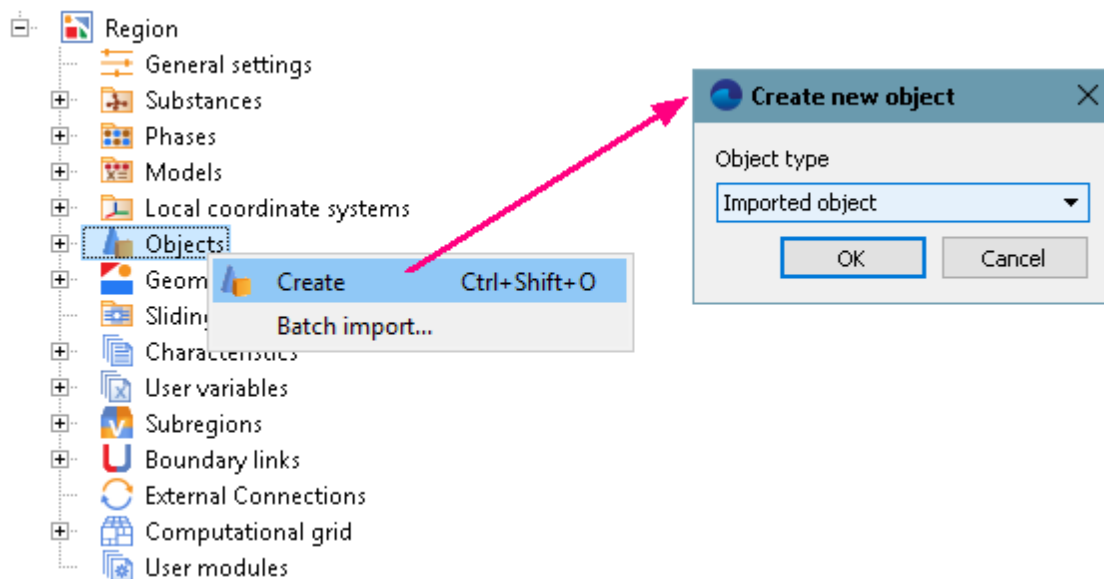 Region
General settings
Substances
Phases
Models
Local coordinate systems
Objects
Geom
Sliding
Characteristics
User variables
Subregions
Boundary links
External Connections
Computational grid
User modules
Create Ctrl+Shift+O
Batch import...
Create new object
Object type
Imported object
OK Cancel